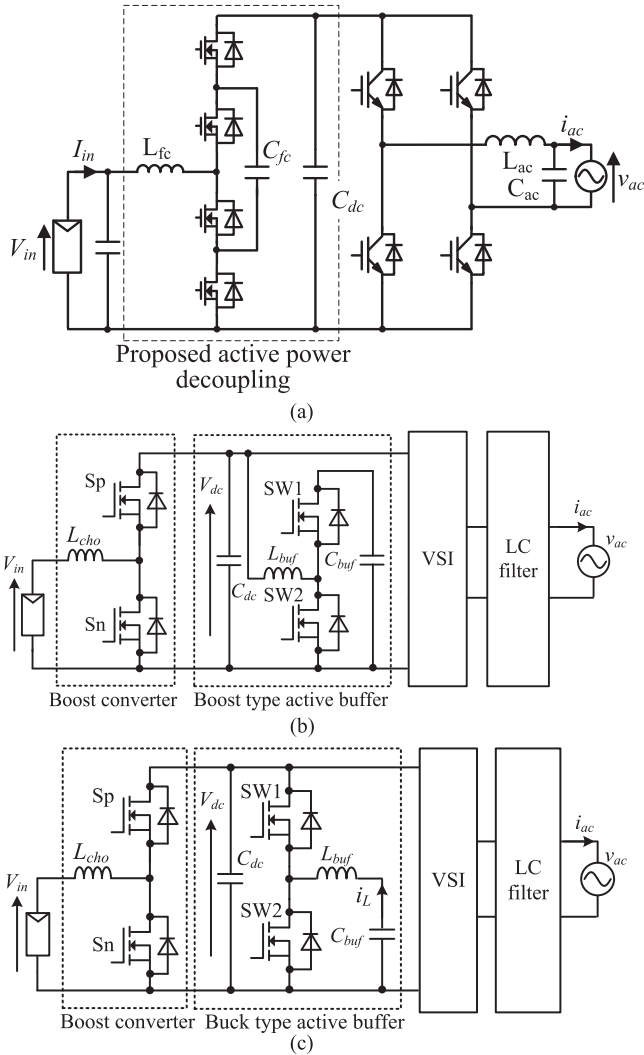 I_in
L_fc
C_fc
C_dc
i_ac
L_ac
C_ac
v_ac
V_in
Proposed active power
decoupling
(a)
Sp
V_dc
SW1
V_in
L_cho
L_buf
C_dc
C_buf
SW2
Sn
VSI
LC
filter
i_ac
v_ac
Boost converter
Boost type active buffer
(b)
Sp
V_dc
SW1
V_in
L_cho
C_dc
L_buf
i_L
SW2
C_buf
Sn
VSI
LC
filter
i_ac
v_ac
Boost converter
Buck type active buffer
(c)